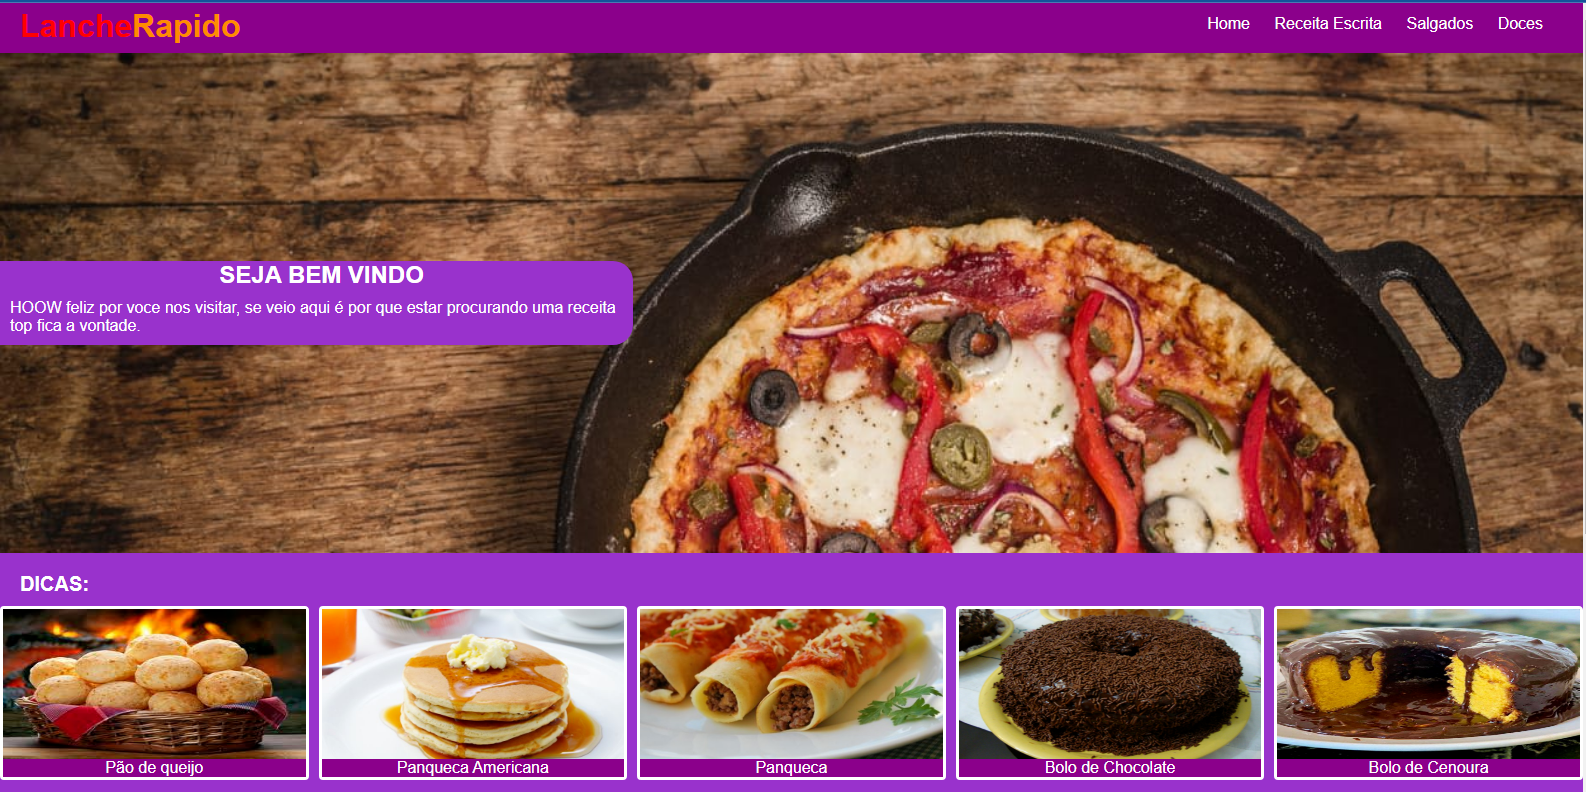 LancheRapido
Home Receita Escrita Salgados Doces
SEJA BEM VINDO
HOOW feliz por voce nos visitar, se veio aqui é por que estar procurando uma receita
top fica a vontade.
DICAS:
Pão de queijo
Panqueca Americana
Panqueca
Bolo de Chocolate
Bolo de Cenoura